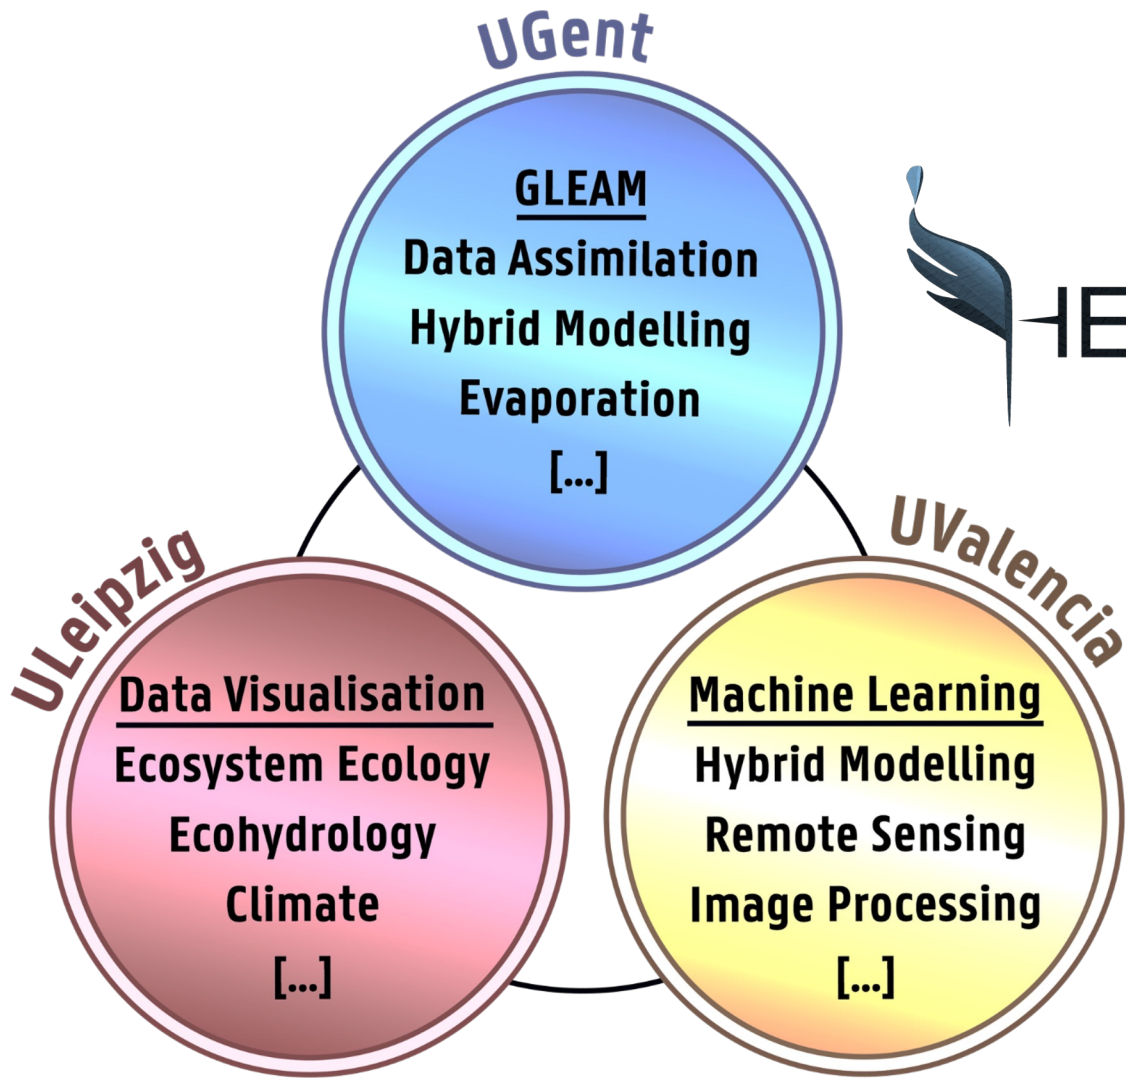 UGent
GLEAM
Data Assimilation
Hybrid Modelling
Evaporation
[...]
HE
ULeipzig
Data Visualisation
Ecosystem Ecology
Ecohydrology
Climate
[...]
UValencia
Machine Learning
Hybrid Modelling
Remote Sensing
Image Processing
[...]